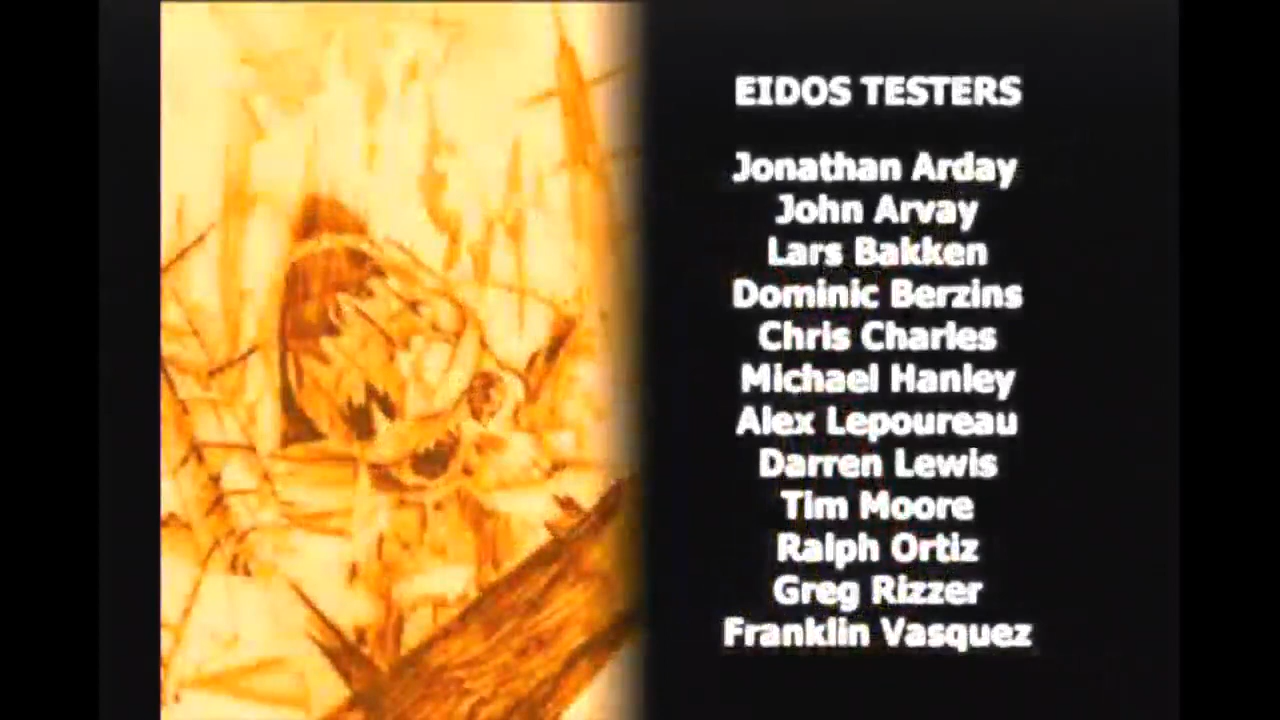 EIDOS TESTERS
Jonathan Arday
John Arvay
Lars Bakken
Dominic Berzins
Chris Charles
Michael Hanley
Alex Lepoureau
Darren Lewis
Tim Moore
Ralph Ortiz
Greg Rizzer
Franklin Vasquez